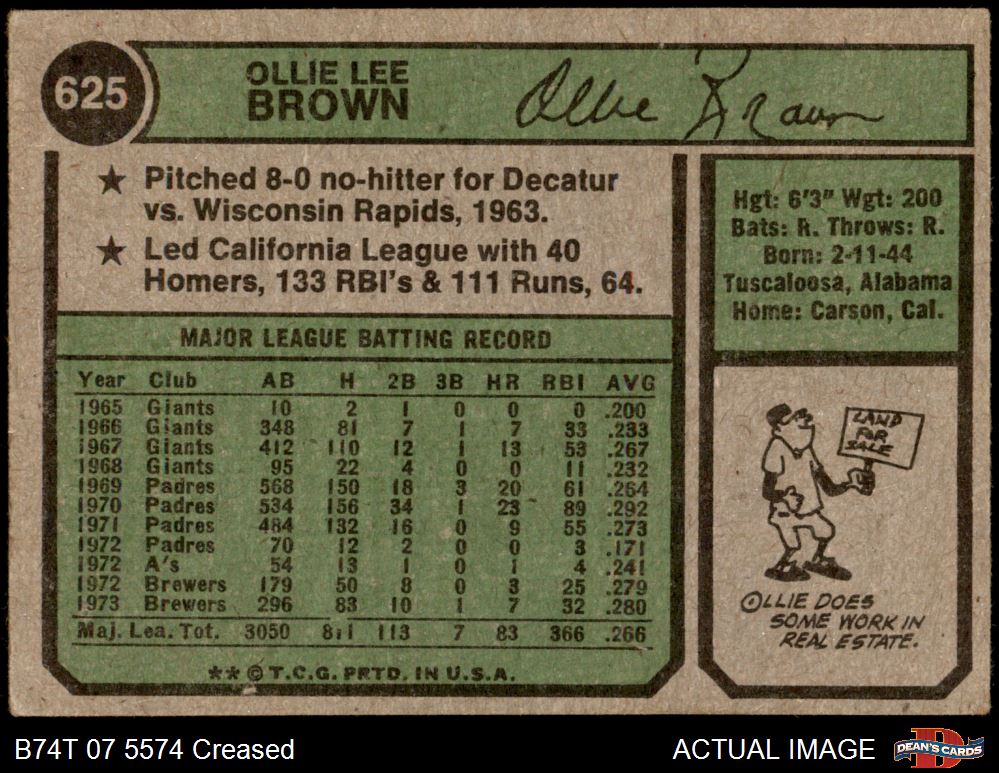 625
OLLIE LEE
BROWN
Ollie Brown
★ Pitched 8-0 no-hitter for Decatur
vs. Wisconsin Rapids, 1963.
★ Led California League with 40
Homers, 133 RBI's & 111 Runs, 64.
Hgt: 6'3" Wgt: 200
Bats: R. Throws: R.
Born: 2-11-44
Tuscaloosa, Alabama
Home: Carson, Cal.
MAJOR LEAGUE BATTING RECORD
Year Club AB H 2B 3B HR RBI AVG
1965 Giants 10 2 1 0 0 0 .200
1966 Giants 348 81 7 1 7 33 .233
1967 Giants 412 110 12 1 13 53 .267
1968 Giants 95 22 4 0 0 11 .232
1969 Padres 568 150 18 3 20 61 .264
1970 Padres 534 156 34 1 23 89 .292
1971 Padres 484 132 16 0 9 55 .273
1972 Padres 70 12 2 0 0 3 .171
1972 A's 54 13 1 0 1 4 .241
1972 Brewers 179 50 8 0 3 25 .279
1973 Brewers 296 83 10 1 7 32 .280
Maj. Lea. Tot. 3050 811 113 7 83 366 .266
★★ © T.C.G. PRTD. IN U.S.A.
LAND
FOR
SALE
OLLIE DOES
SOME WORK IN
REAL ESTATE.
B74T 07 5574 Creased
ACTUAL IMAGE
DEAN'S CARDS